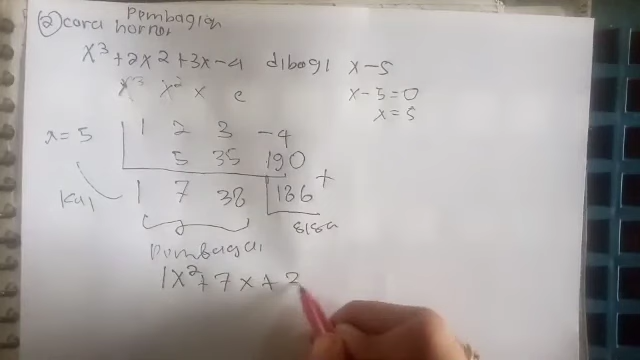 ② cara Pembagian
horner
x³+2x2+3x-4 dibagi x-5
x³ x² x c
x-5=0
x=5
x=5 1 2 3 -4
5 35 190 +
kali 1 7 38 186
sisa
Pembagai
1x²+7x+3